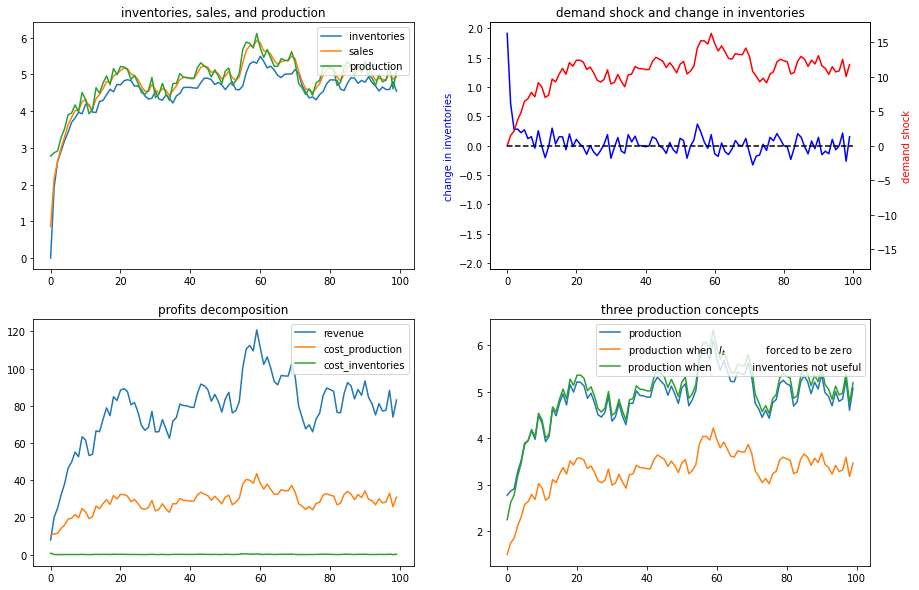 inventories, sales, and production
inventories
sales
production
6
5
4
3
2
1
0
0 20 40 60 80 100
demand shock and change in inventories
change in inventories
2.0
1.5
1.0
0.5
0.0
−0.5
−1.0
−1.5
−2.0
15
10
5
0
−5
−10
−15
demand shock
0 20 40 60 80 100
profits decomposition
revenue
cost_production
cost_inventories
120
100
80
60
40
20
0
0 20 40 60 80 100
three production concepts
production
production when I_t forced to be zero
production when inventories not useful
6
5
4
3
2
0 20 40 60 80 100